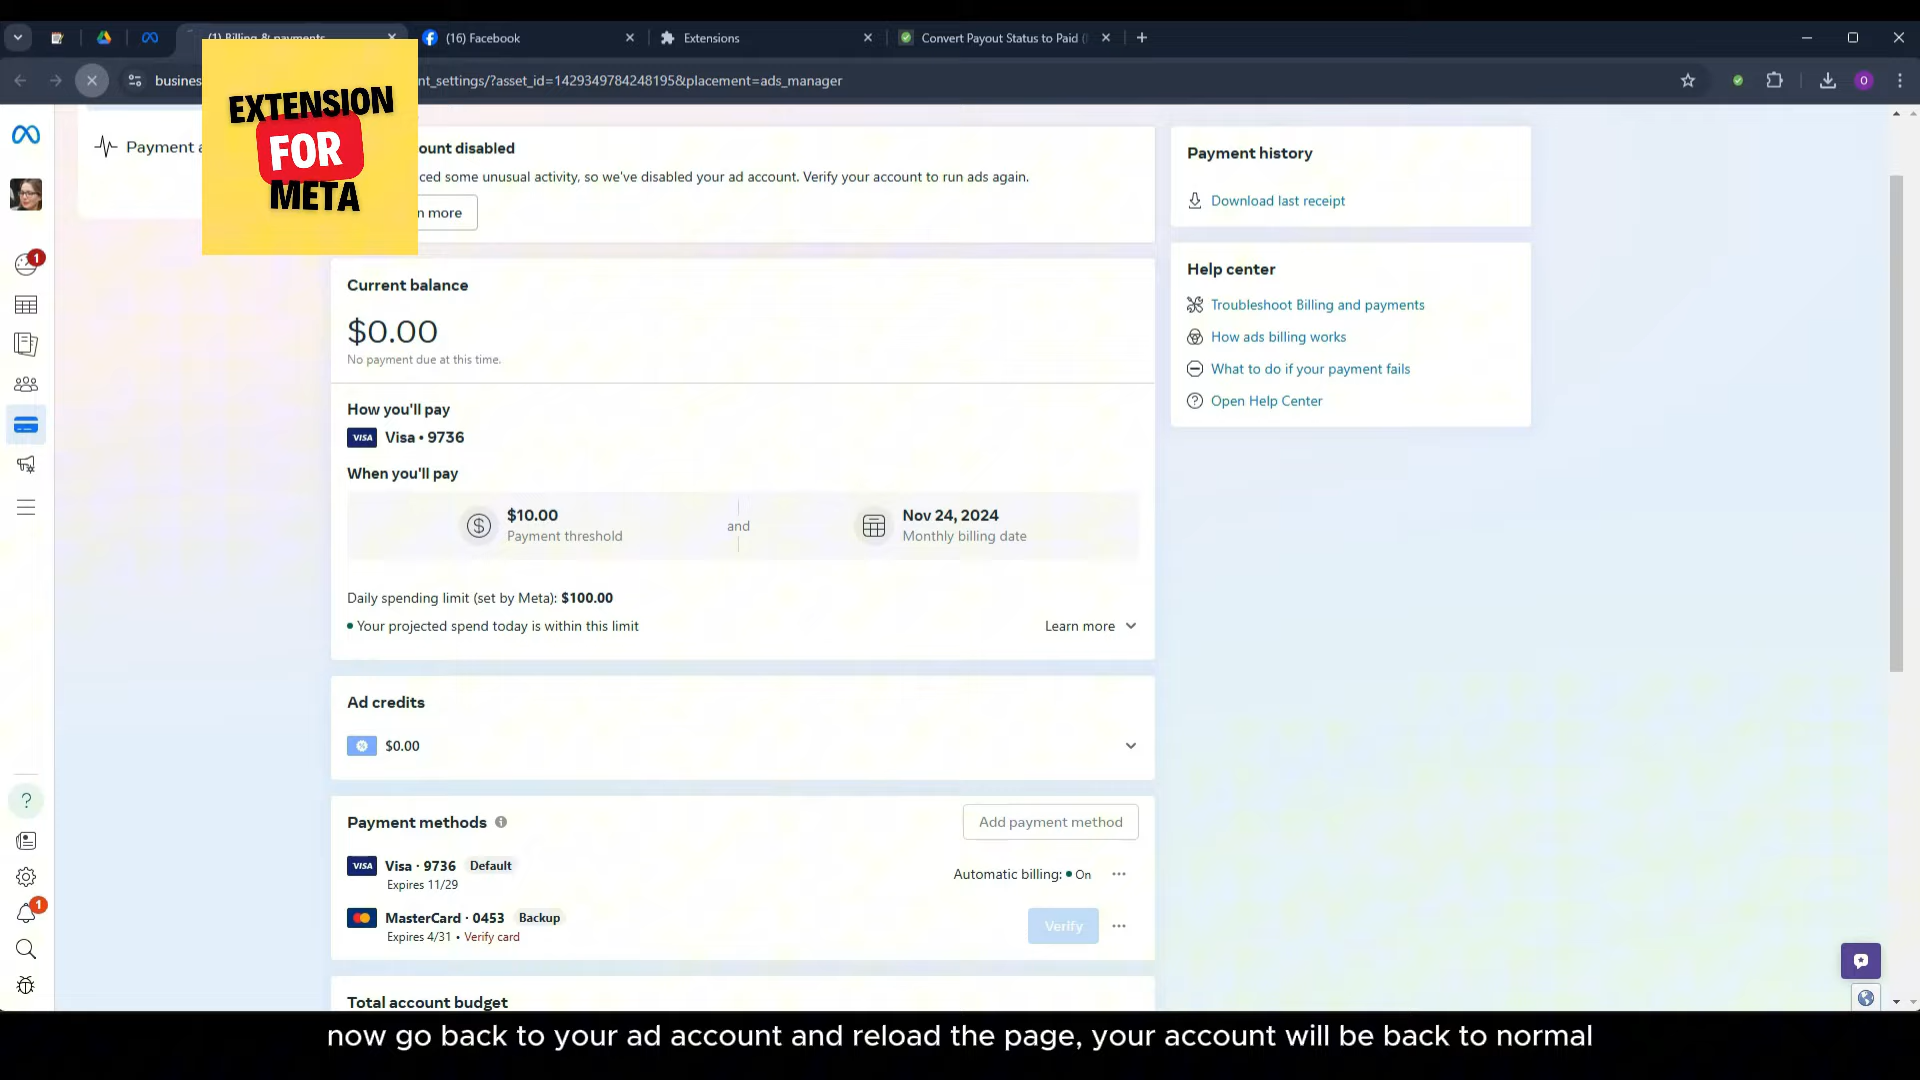 (1) Billing & payments
(16) Facebook
Extensions
Convert Payout Status to Paid (
busines
nt_settings/?asset_id=1429349784248195&placement=ads_manager
O
EXTENSION
FOR
META
Payment a
1
ount disabled
ced some unusual activity, so we've disabled your ad account. Verify your account to run ads again.
n more
Payment history
Download last receipt
Help center
Troubleshoot Billing and payments
How ads billing works
What to do if your payment fails
Open Help Center
Current balance
$0.00
No payment due at this time.
How you'll pay
VISA Visa • 9736
When you'll pay
$10.00
Payment threshold
and
Nov 24, 2024
Monthly billing date
Daily spending limit (set by Meta): $100.00
• Your projected spend today is within this limit
Learn more
Ad credits
$0.00
Payment methods
Add payment method
VISA Visa · 9736 Default
Expires 11/29
Automatic billing: • On
MasterCard · 0453 Backup
Expires 4/31 • Verify card
Verify
1
Total account budget
now go back to your ad account and reload the page, your account will be back to normal